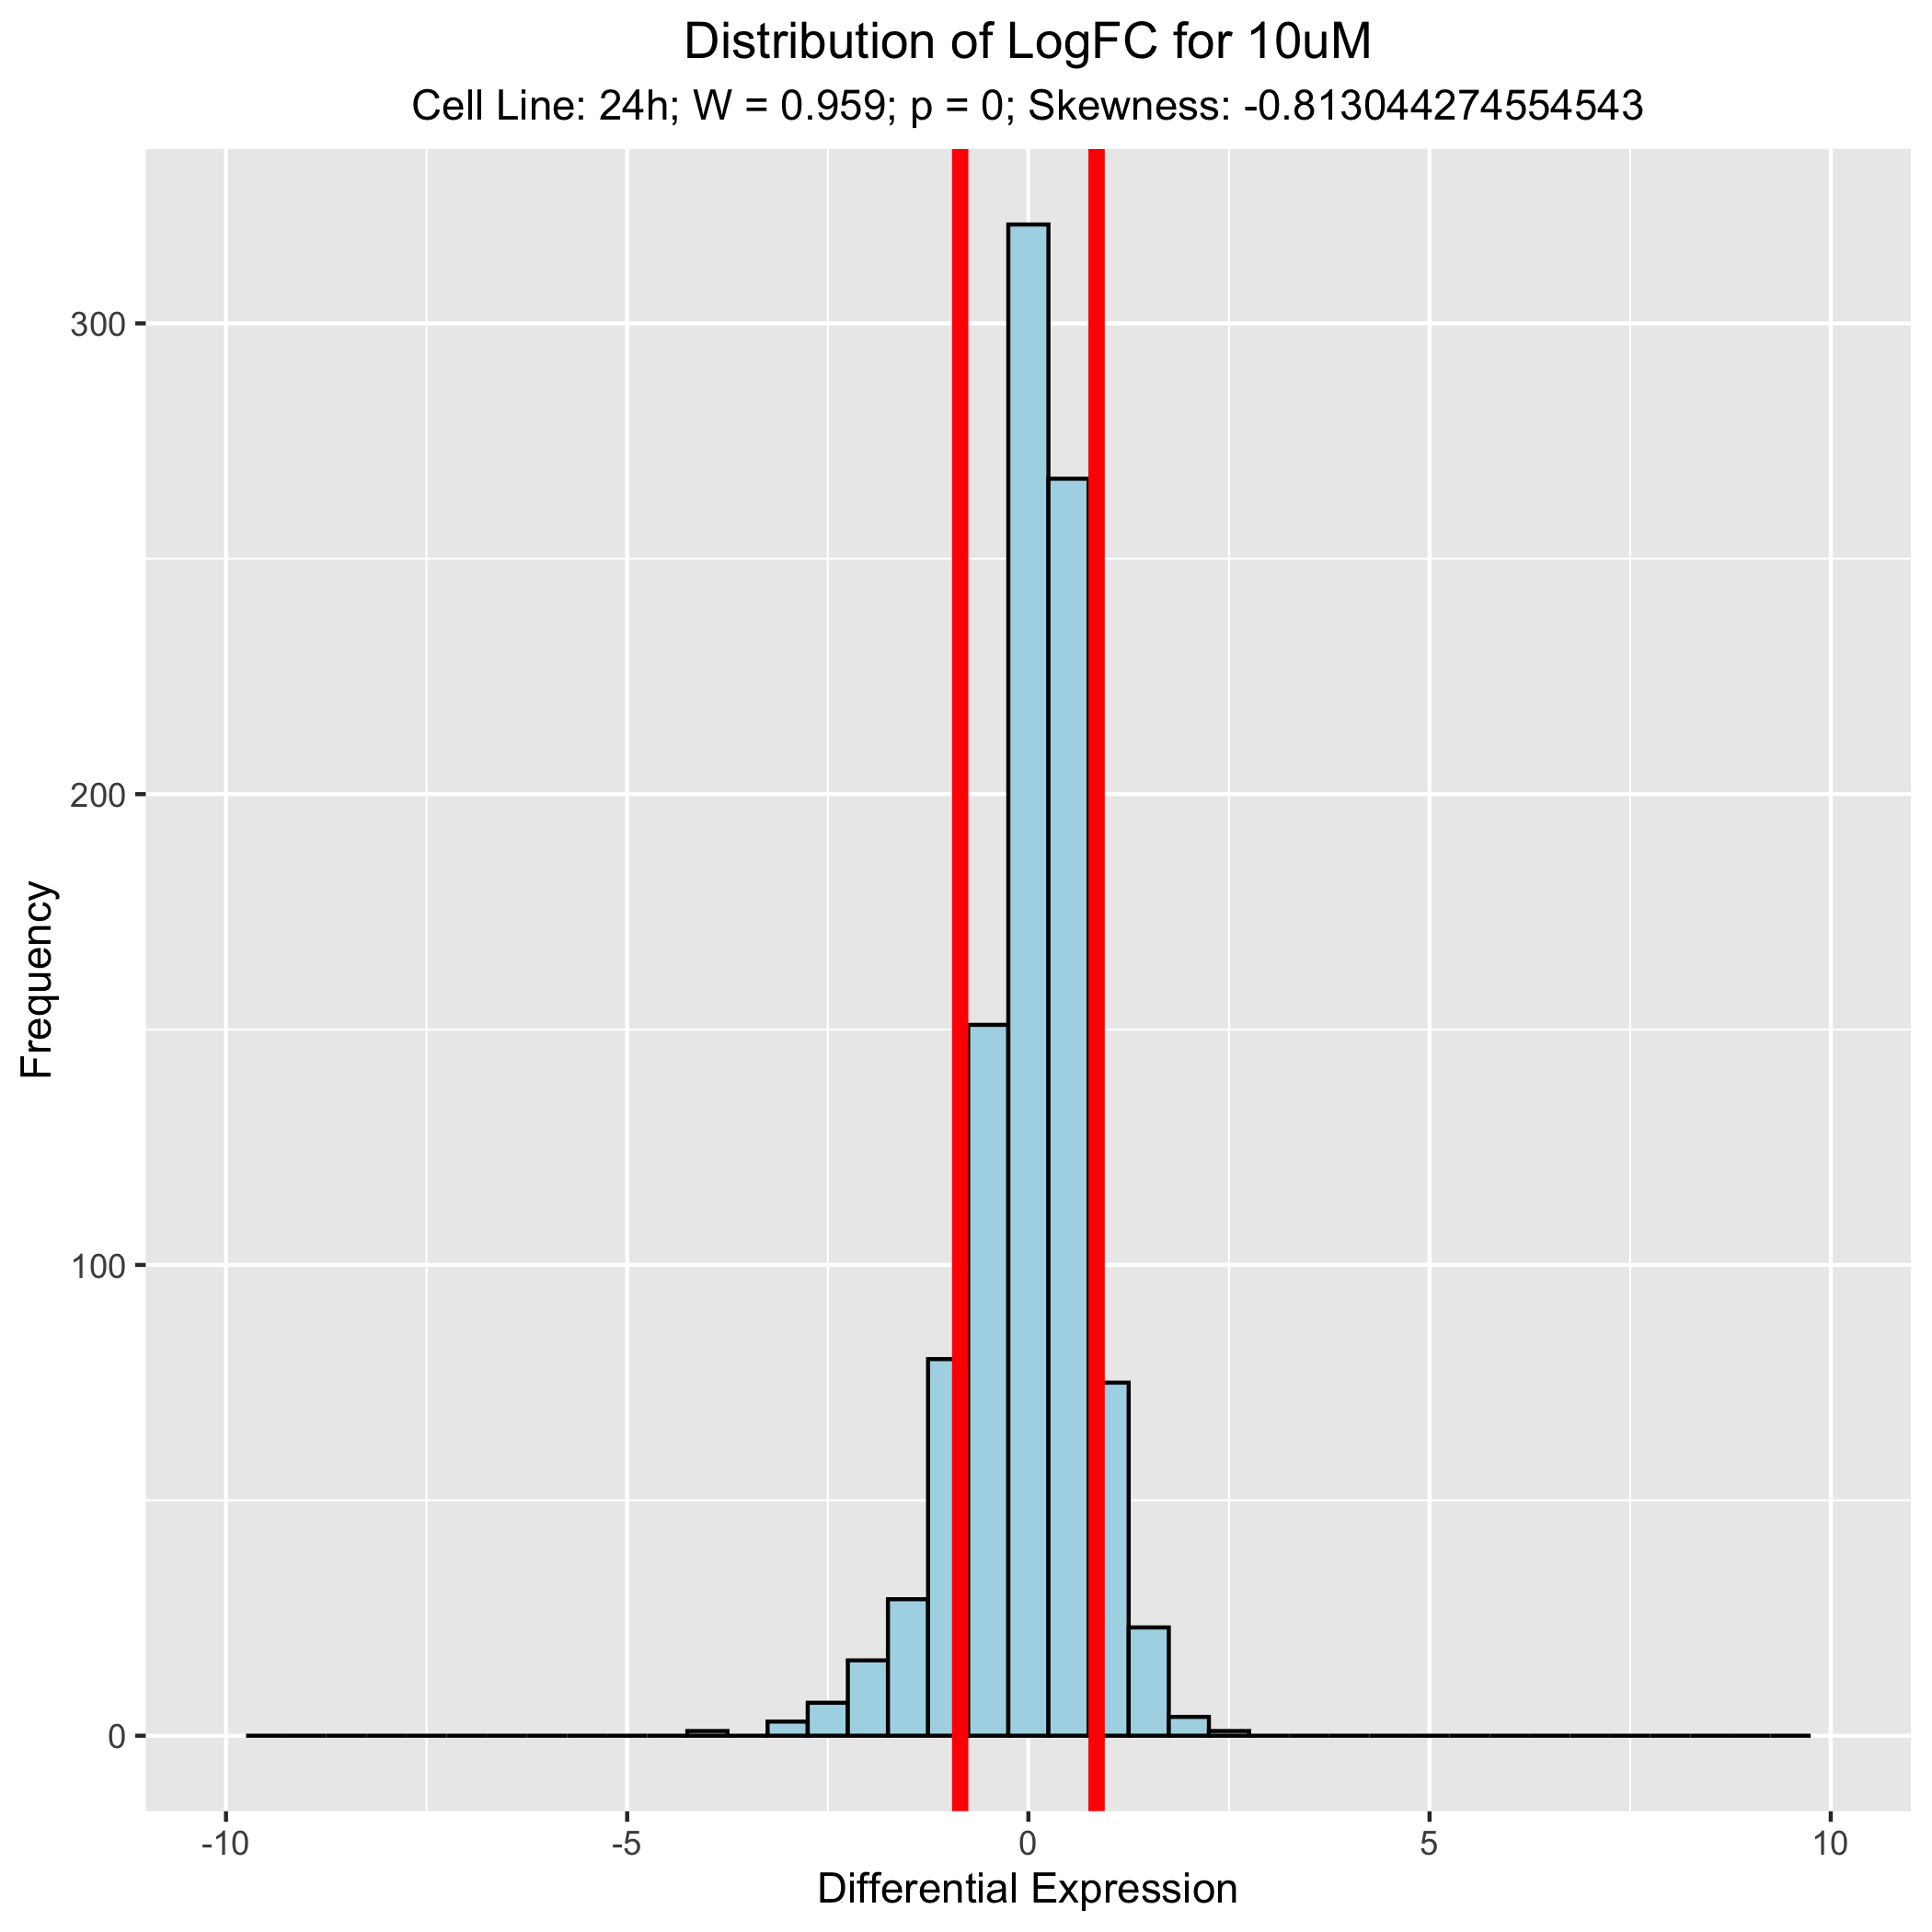 Distribution of LogFC for 10uM
Cell Line: 24h; W = 0.959; p = 0; Skewness: -0.813044274554543
Frequency
300
200
100
0
-10
-5
0
5
10
Differential Expression